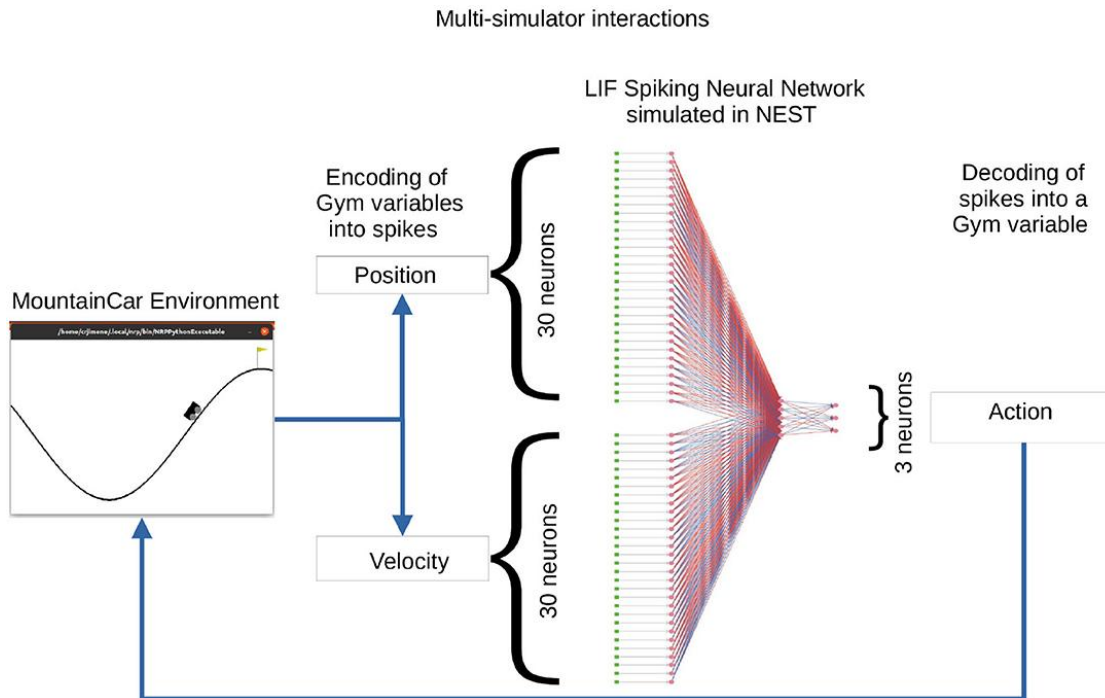 Multi-simulator interactions
LIF Spiking Neural Network
simulated in NEST
Encoding of
Gym variables
into spikes
Decoding of
spikes into a
Gym variable
Position
30 neurons
MountainCar Environment
/home/crjimene/.local/nrp/bin/NRPPythonExecutable
3 neurons
Action
Velocity
30 neurons